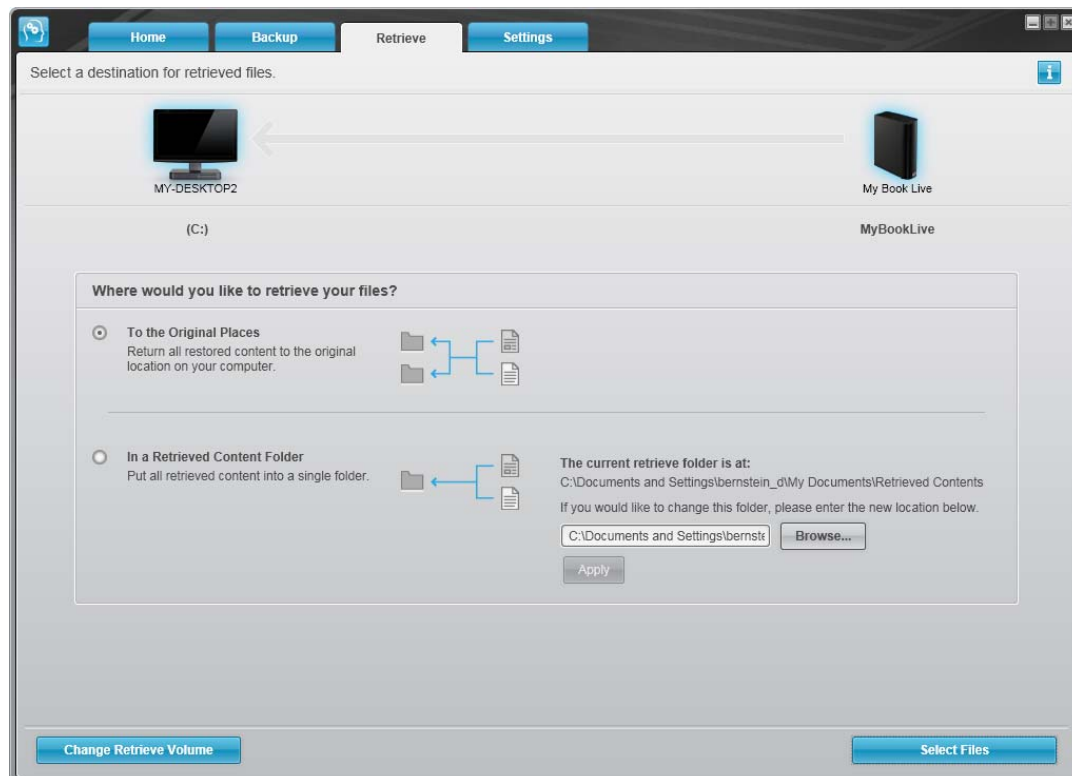 Home Backup Retrieve Settings
Select a destination for retrieved files.
MY-DESKTOP2
My Book Live
(C:)
MyBookLive
Where would you like to retrieve your files?
To the Original Places
Return all restored content to the original
location on your computer.
In a Retrieved Content Folder
Put all retrieved content into a single folder.
The current retrieve folder is at:
C:\Documents and Settings\bernstein_d\My Documents\Retrieved Contents
If you would like to change this folder, please enter the new location below.
C:\Documents and Settings\bernste
Browse...
Apply
Change Retrieve Volume
Select Files